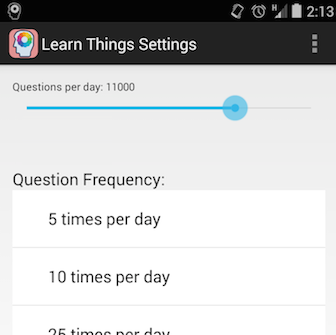 2:13
Learn Things Settings
Questions per day: 11000
Question Frequency:
5 times per day
10 times per day
25 times per day